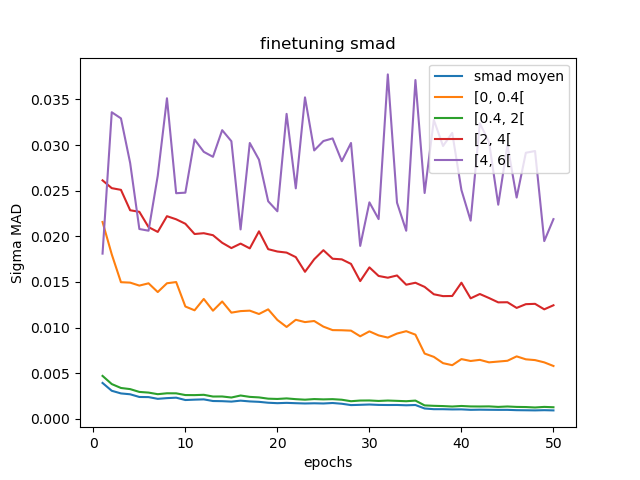 finetuning smad
smad moyen
[0, 0.4[
[0.4, 2[
[2, 4[
[4, 6[
Sigma MAD
0.035
0.030
0.025
0.020
0.015
0.010
0.005
0.000
0 10 20 30 40 50
epochs